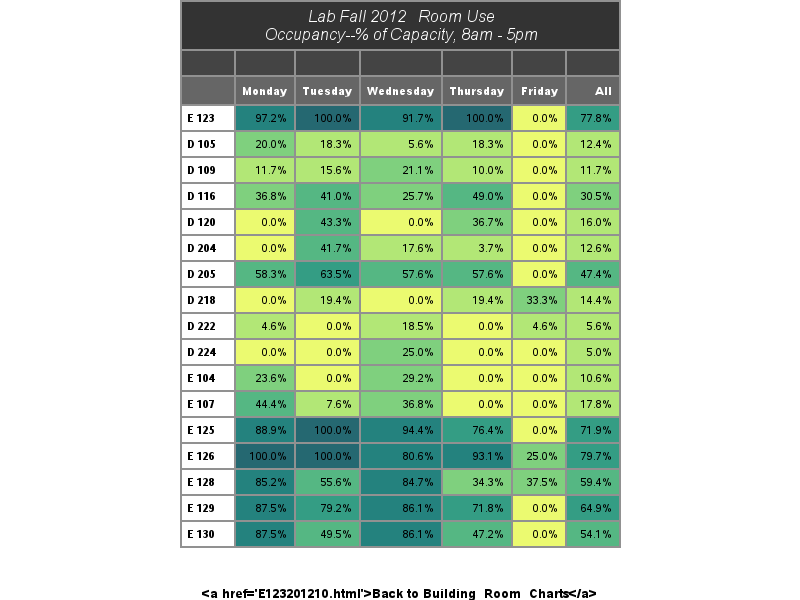 Lab Fall 2012 Room Use
Occupancy--% of Capacity, 8am - 5pm
Monday Tuesday Wednesday Thursday Friday All
E 123 97.2% 100.0% 91.7% 100.0% 0.0% 77.8%
D 105 20.0% 18.3% 5.6% 18.3% 0.0% 12.4%
D 109 11.7% 15.6% 21.1% 10.0% 0.0% 11.7%
D 116 36.8% 41.0% 25.7% 49.0% 0.0% 30.5%
D 120 0.0% 43.3% 0.0% 36.7% 0.0% 16.0%
D 204 0.0% 41.7% 17.6% 3.7% 0.0% 12.6%
D 205 58.3% 63.5% 57.6% 57.6% 0.0% 47.4%
D 218 0.0% 19.4% 0.0% 19.4% 33.3% 14.4%
D 222 4.6% 0.0% 18.5% 0.0% 4.6% 5.6%
D 224 0.0% 0.0% 25.0% 0.0% 0.0% 5.0%
E 104 23.6% 0.0% 29.2% 0.0% 0.0% 10.6%
E 107 44.4% 7.6% 36.8% 0.0% 0.0% 17.8%
E 125 88.9% 100.0% 94.4% 76.4% 0.0% 71.9%
E 126 100.0% 100.0% 80.6% 93.1% 25.0% 79.7%
E 128 85.2% 55.6% 84.7% 34.3% 37.5% 59.4%
E 129 87.5% 79.2% 86.1% 71.8% 0.0% 64.9%
E 130 87.5% 49.5% 86.1% 47.2% 0.0% 54.1%
<a href='E123201210.html'>Back to Building_Room_Charts</a>